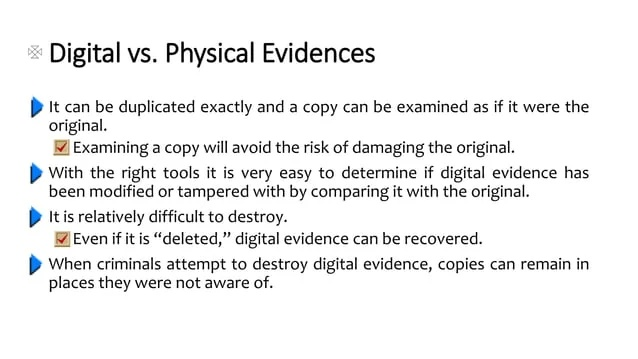 Digital vs. Physical Evidences
It can be duplicated exactly and a copy can be examined as if it were the
original.
Examining a copy will avoid the risk of damaging the original.
With the right tools it is very easy to determine if digital evidence has
been modified or tampered with by comparing it with the original.
It is relatively difficult to destroy.
Even if it is “deleted,” digital evidence can be recovered.
When criminals attempt to destroy digital evidence, copies can remain in
places they were not aware of.